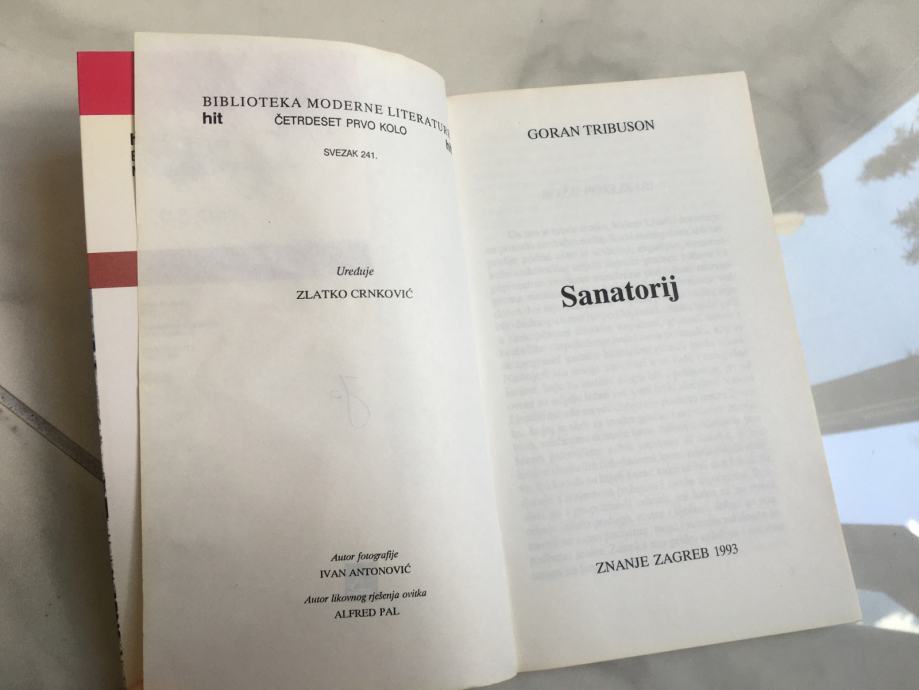 BIBLIOTEKA MODERNE LITERATURE
hit ČETRDESET PRVO KOLO hit
SVEZAK 241.
Uređuje
ZLATKO CRNKOVIĆ
Autor fotografije
IVAN ANTONOVIĆ
Autor likovnog rješenja ovitka
ALFRED PAL
GORAN TRIBUSON
Sanatorij
ZNANJE ZAGREB 1993